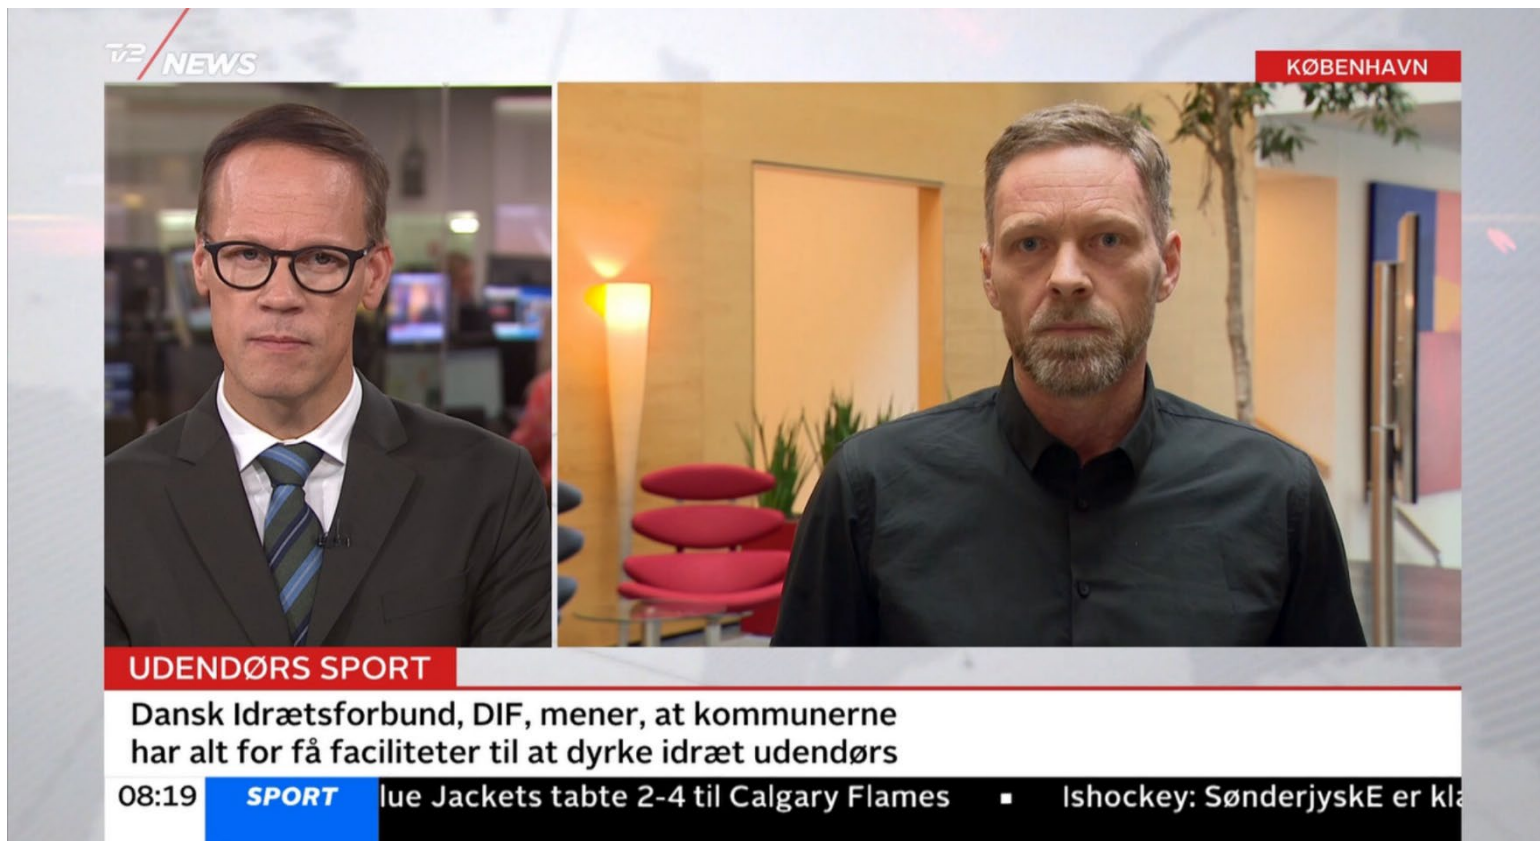 TV2
NEWS
KØBENHAVN
UDENDØRS SPORT
Dansk Idrætsforbund, DIF, mener, at kommunerne
har alt for få faciliteter til at dyrke idræt udendørs
08:19
SPORT
lue Jackets tabte 2-4 til Calgary Flames ▪ Ishockey: SønderjyskE er kla